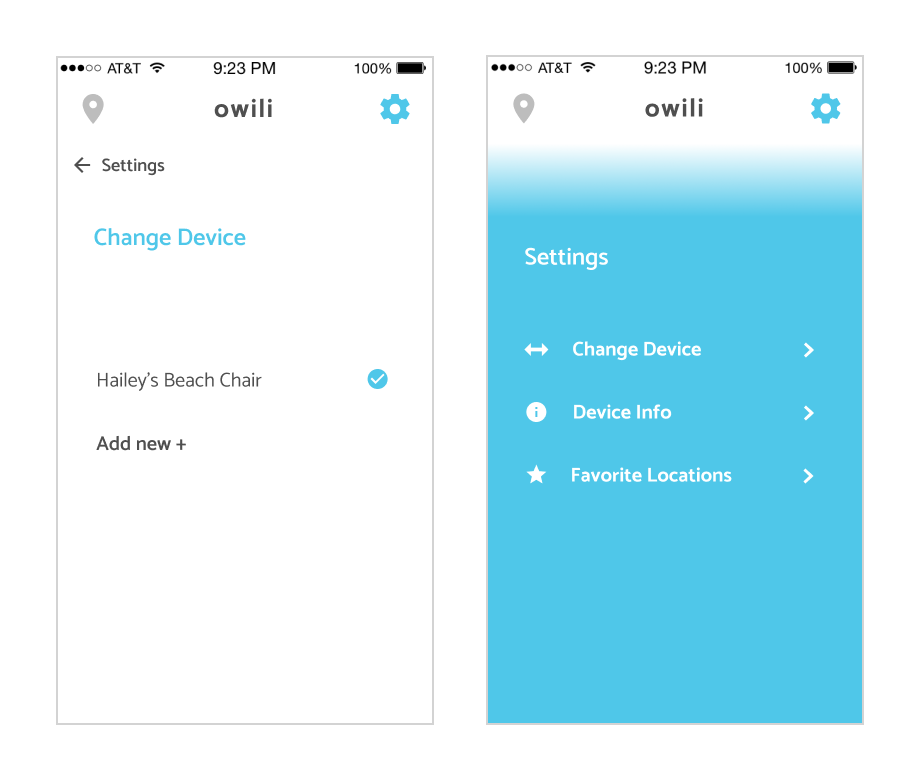 AT&T 9:23 PM 100%
owili
← Settings
Change Device
Hailey's Beach Chair
Add new +
AT&T 9:23 PM 100%
owili
Settings
Change Device
Device Info
Favorite Locations